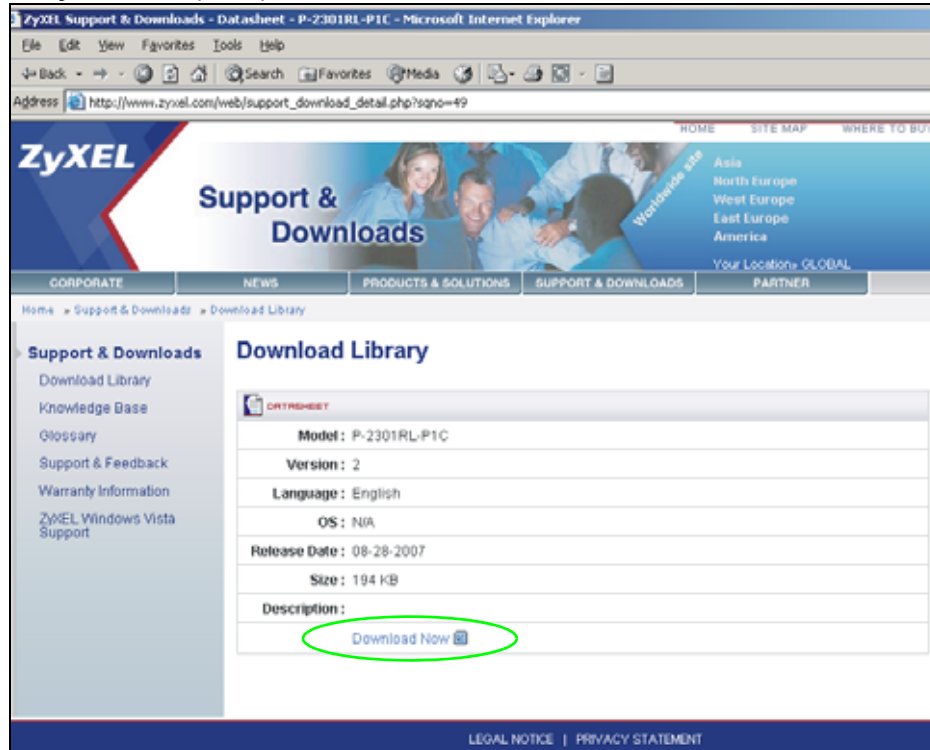 ZyXEL Support & Downloads - Datasheet - P-2301RL-P1C - Microsoft Internet Explorer
File Edit View Favorites Tools Help
Back Search Favorites Media
Address http://www.zyxel.com/web/support_download_detail.php?sqno=49
HOME SITE MAP WHERE TO BUY
ZyXEL
Support &
Downloads
Worldwide site
Asia
North Europe
West Europe
East Europe
America
Your Location» GLOBAL
CORPORATE NEWS PRODUCTS & SOLUTIONS SUPPORT & DOWNLOADS PARTNER
Home » Support & Downloads » Download Library
Support & Downloads
Download Library
Knowledge Base
Glossary
Support & Feedback
Warranty Information
ZyXEL Windows Vista
Support
Download Library
DATASHEET
Model : P-2301RL-P1C
Version : 2
Language : English
OS : N/A
Release Date : 08-28-2007
Size : 194 KB
Description :
Download Now
LEGAL NOTICE | PRIVACY STATEMENT